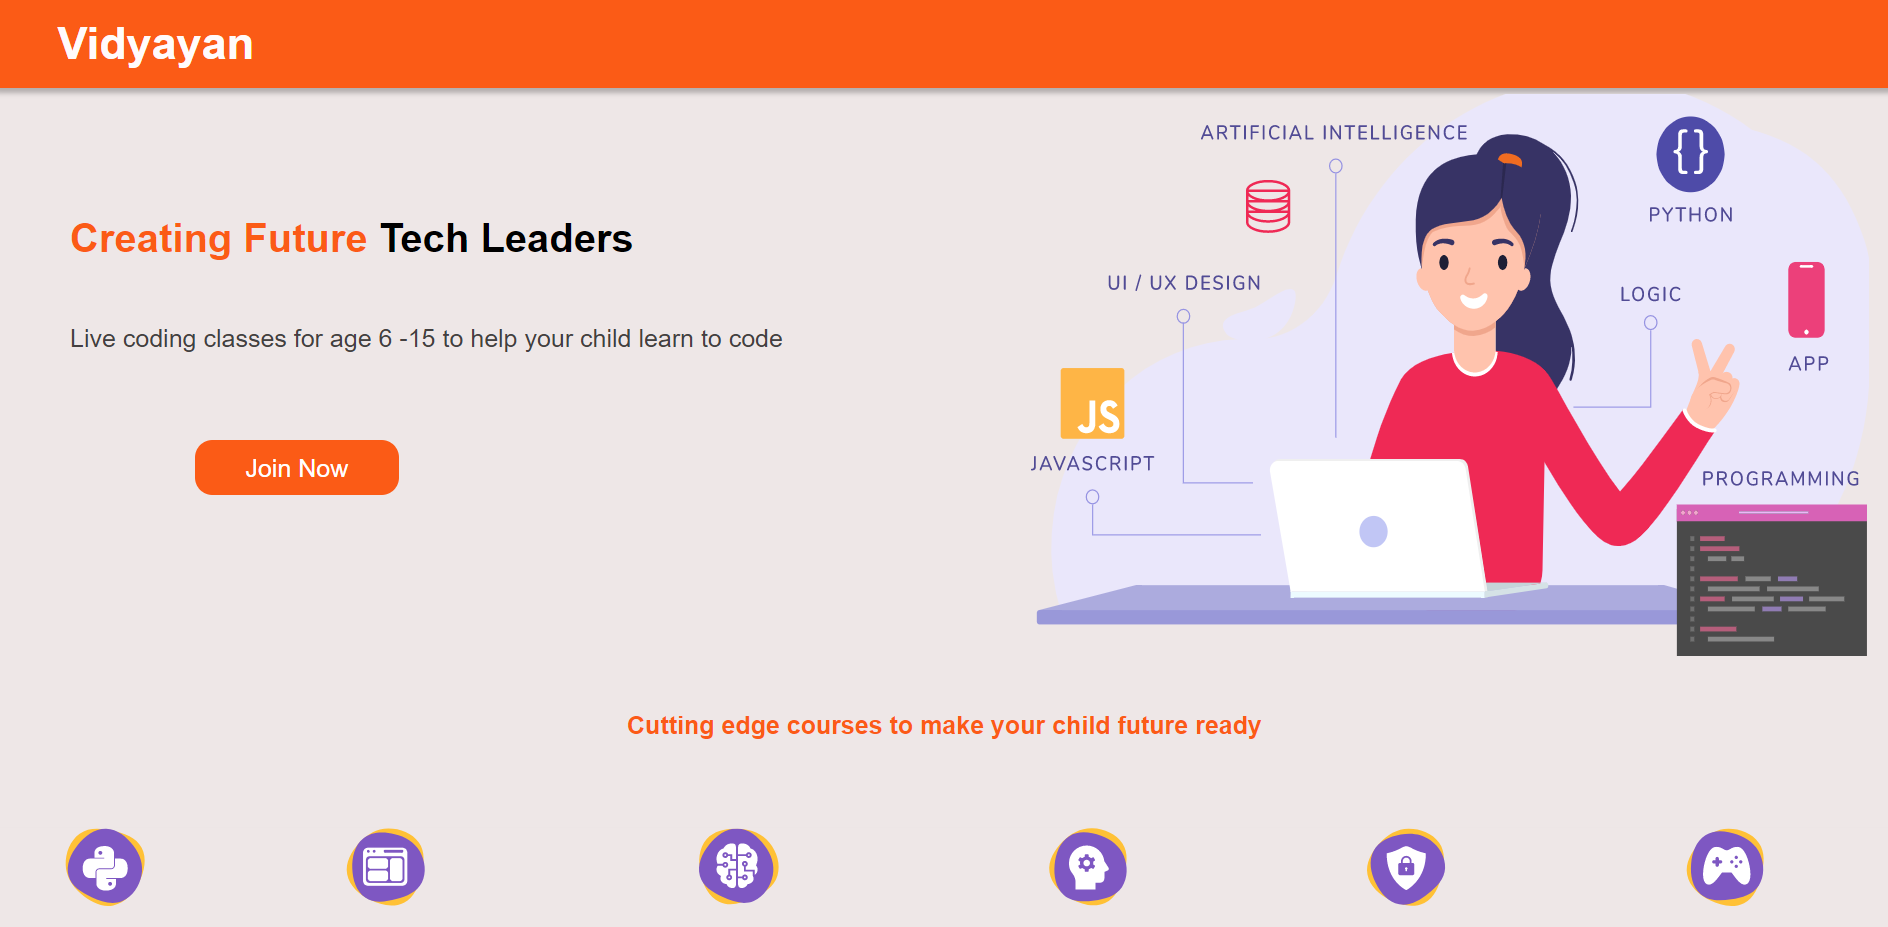 Vidyayan
Creating Future Tech Leaders
Live coding classes for age 6 -15 to help your child learn to code
Join Now
ARTIFICIAL INTELLIGENCE
PYTHON
UI / UX DESIGN
LOGIC
APP
JS
JAVASCRIPT
PROGRAMMING
Cutting edge courses to make your child future ready